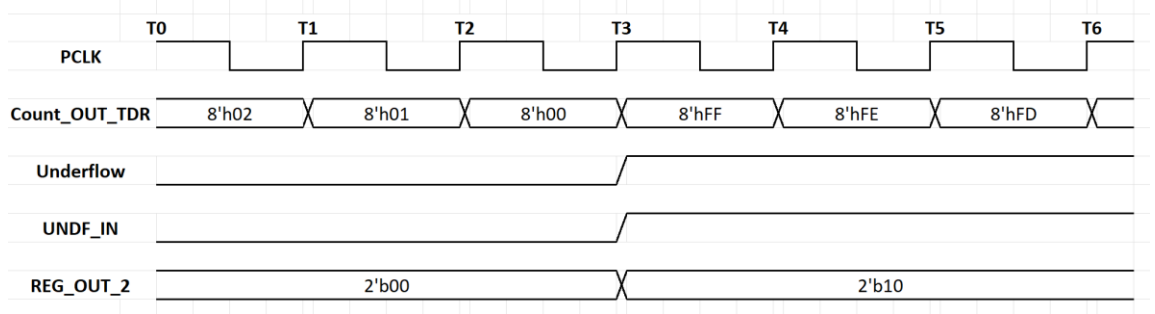 T0 T1 T2 T3 T4 T5 T6
PCLK
Count_OUT_TDR 8'h02 8'h01 8'h00 8'hFF 8'hFE 8'hFD
Underflow
UNDF_IN
REG_OUT_2 2'b00 2'b10